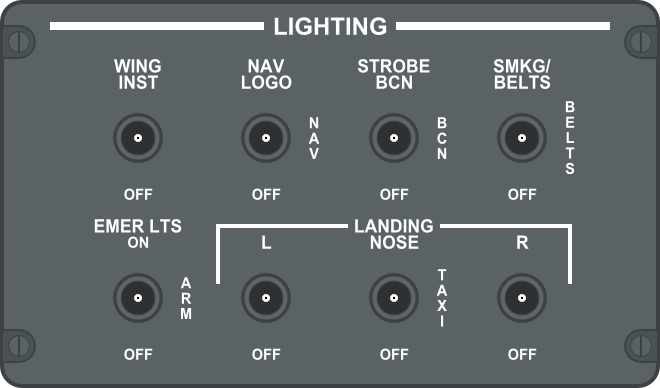 LIGHTING
WING
INST
NAV
LOGO
STROBE
BCN
SMKG/
BELTS
NAV
BCN
BELTS
OFF
OFF
OFF
OFF
EMER LTS
ON
LANDING
L
NOSE
R
ARM
TAXI
OFF
OFF
OFF
OFF